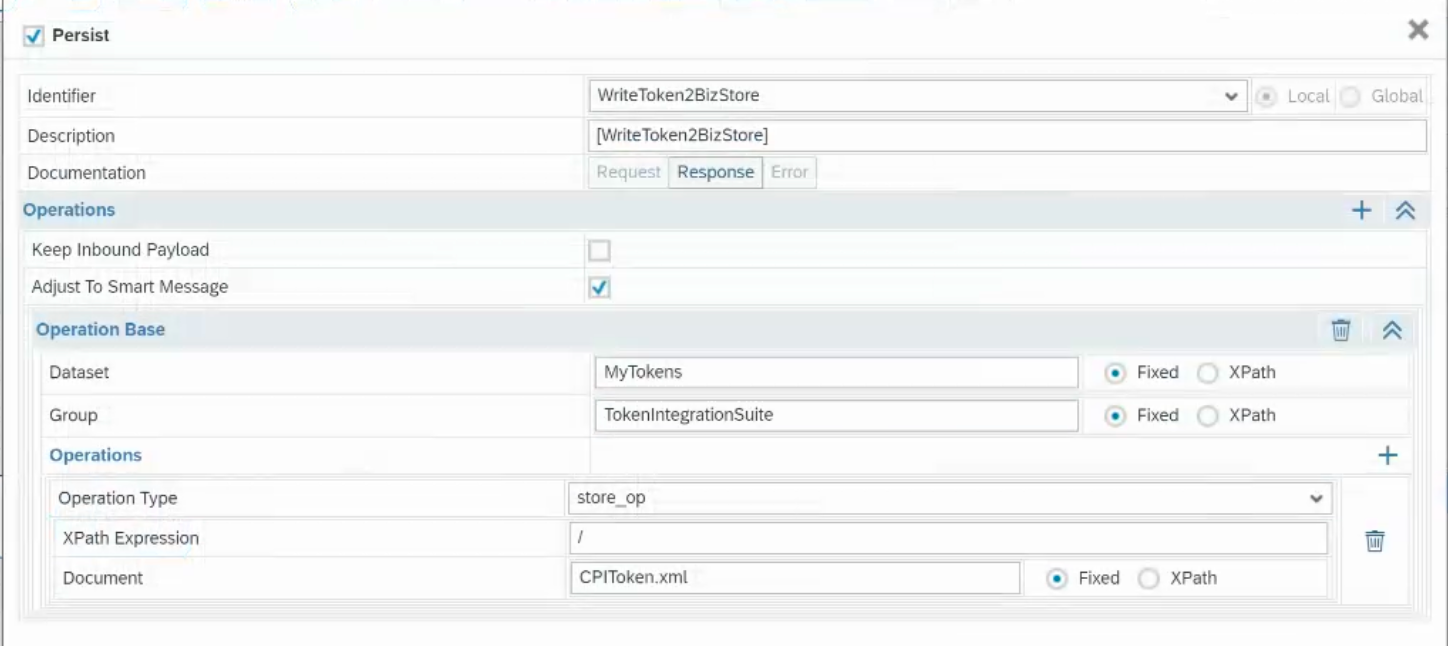 Persist
Identifier WriteToken2BizStore Local Global
Description [WriteToken2BizStore]
Documentation Request Response Error
Operations
Keep Inbound Payload
Adjust To Smart Message
Operation Base
Dataset MyTokens Fixed XPath
Group TokenIntegrationSuite Fixed XPath
Operations
Operation Type store_op
XPath Expression /
Document CPIToken.xml Fixed XPath